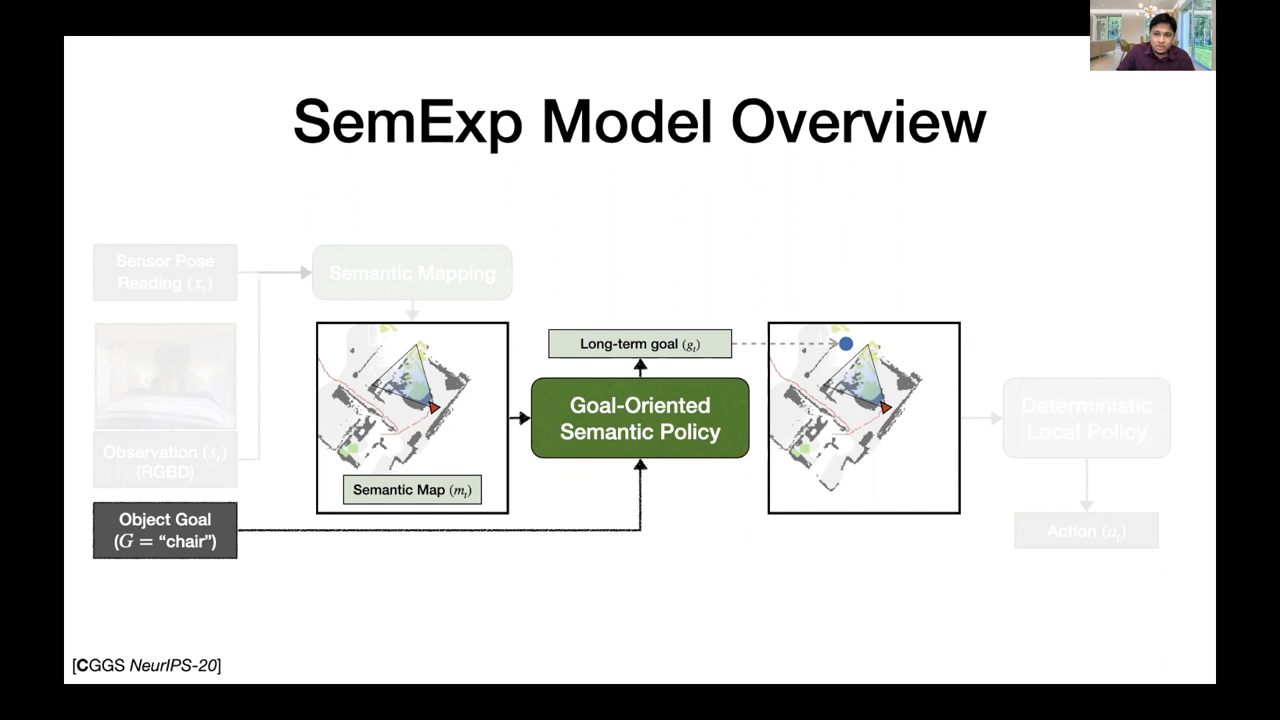 SemExp Model Overview
Sensor Pose
Reading (xₜ)
Semantic Mapping
Observation (sₜ)
(RGBD)
Object Goal
(G = “chair”)
Semantic Map (mₜ)
Long-term goal (gₜ)
Goal-Oriented
Semantic Policy
Deterministic
Local Policy
Action (aₜ)
[CGGS NeurIPS-20]